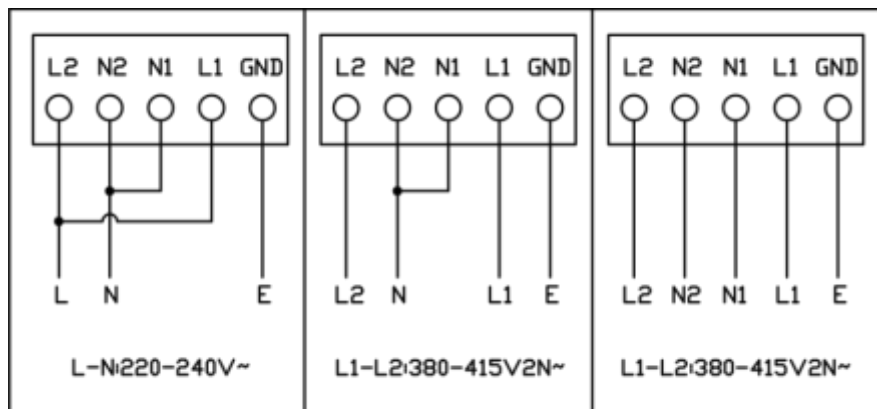 L2 N2 N1 L1 GND
L N E
L-N:220-240V~
L2 N2 N1 L1 GND
L2 N L1 E
L1-L2:380-415V2N~
L2 N2 N1 L1 GND
L2 N2 N1 L1 E
L1-L2:380-415V2N~